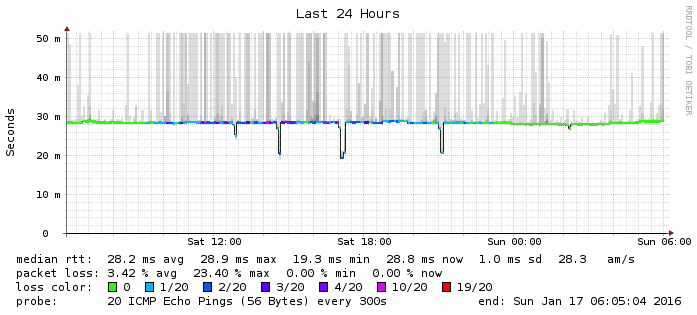 Last 24 Hours
RRDTOOL / TOBI OETIKER
Seconds
50 m
40 m
30 m
20 m
10 m
0
Sat 12:00 Sat 18:00 Sun 00:00 Sun 06:00
median rtt: 28.2 ms avg 28.9 ms max 19.3 ms min 28.8 ms now 1.0 ms sd 28.3 am/s
packet loss: 3.42 % avg 23.40 % max 0.00 % min 0.00 % now
loss color: 0 1/20 2/20 3/20 4/20 10/20 19/20
probe: 20 ICMP Echo Pings (56 Bytes) every 300s end: Sun Jan 17 06:05:04 2016